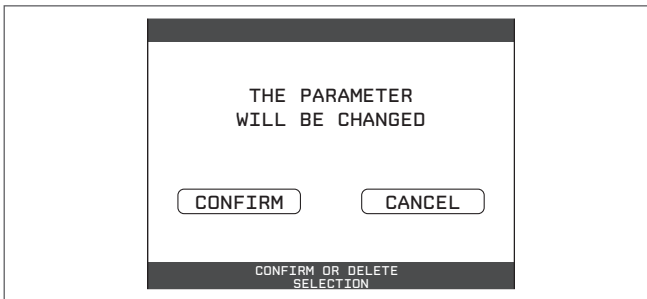 THE PARAMETER
WILL BE CHANGED
CONFIRM
CANCEL
CONFIRM OR DELETE
SELECTION